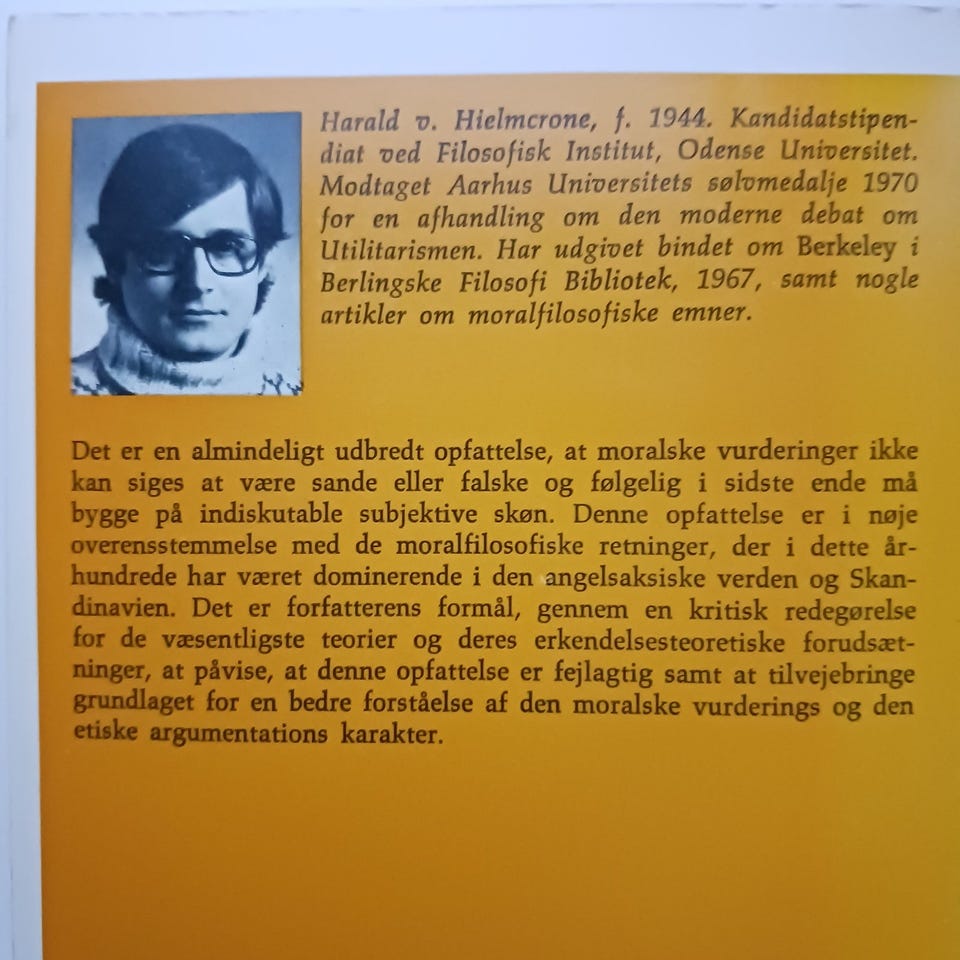 Harald v. Hielmcrone, f. 1944. Kandidatstipen-
diat ved Filosofisk Institut, Odense Universitet.
Modtaget Aarhus Universitets sølvmedalje 1970
for en afhandling om den moderne debat om
Utilitarismen. Har udgivet bindet om Berkeley i
Berlingske Filosofi Bibliotek, 1967, samt nogle
artikler om moralfilosofiske emner.
Det er en almindeligt udbredt opfattelse, at moralske vurderinger ikke
kan siges at være sande eller falske og følgelig i sidste ende må
bygge på indiskutable subjektive skøn. Denne opfattelse er i nøje
overensstemmelse med de moralfilosofiske retninger, der i dette år-
hundrede har været dominerende i den angelsaksiske verden og Skan-
dinavien. Det er forfatterens formål, gennem en kritisk redegørelse
for de væsentligste teorier og deres erkendelsesteoretiske forudsæt-
ninger, at påvise, at denne opfattelse er fejlagtig samt at tilvejebringe
grundlaget for en bedre forståelse af den moralske vurderings og den
etiske argumentations karakter.